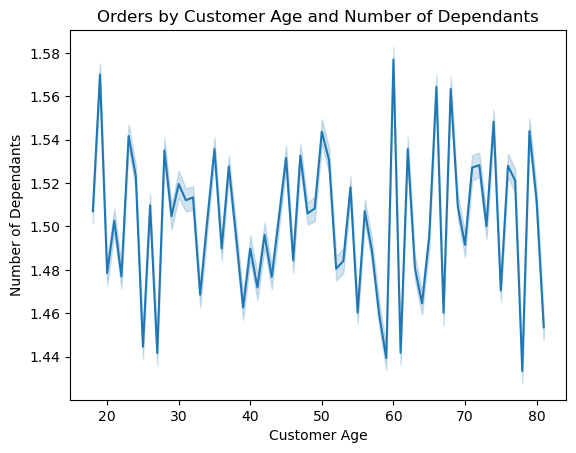 Orders by Customer Age and Number of Dependants
Number of Dependants
1.58
1.56
1.54
1.52
1.50
1.48
1.46
1.44
20 30 40 50 60 70 80
Customer Age